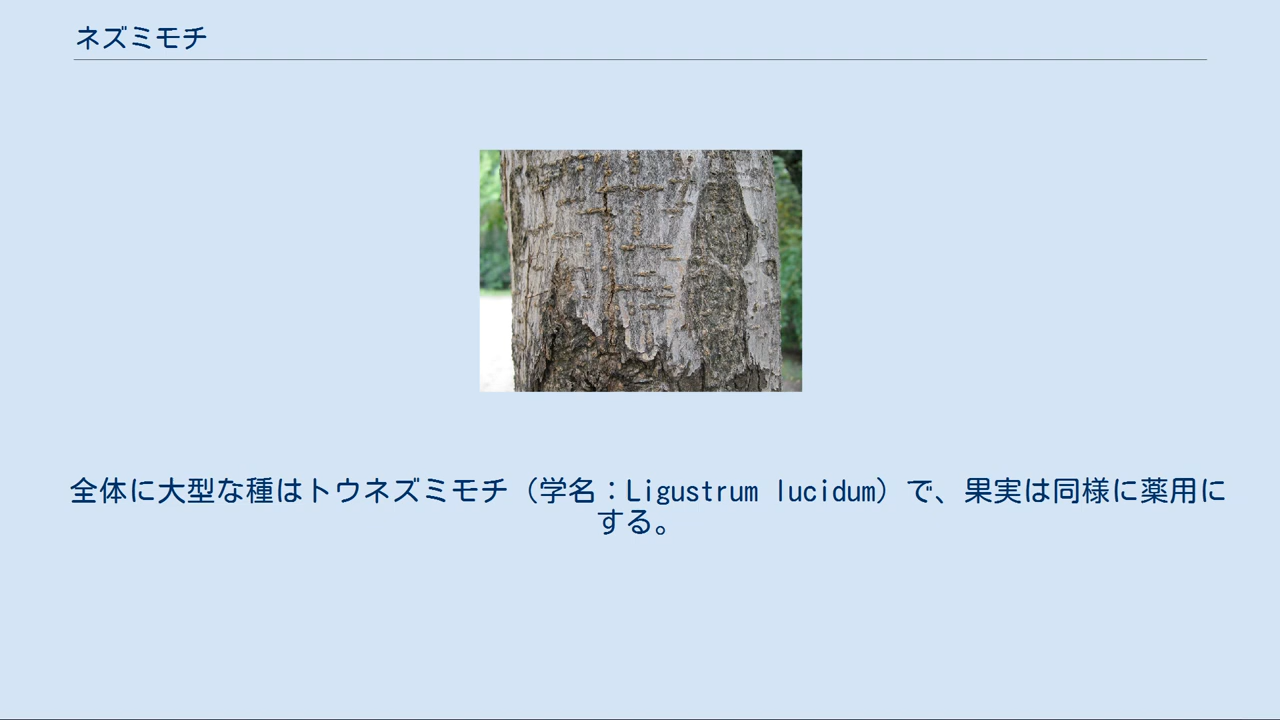 ネズミモチ
全体に大型な種はトウネズミモチ（学名：Ligustrum lucidum）で、果実は同様に薬用に
する。